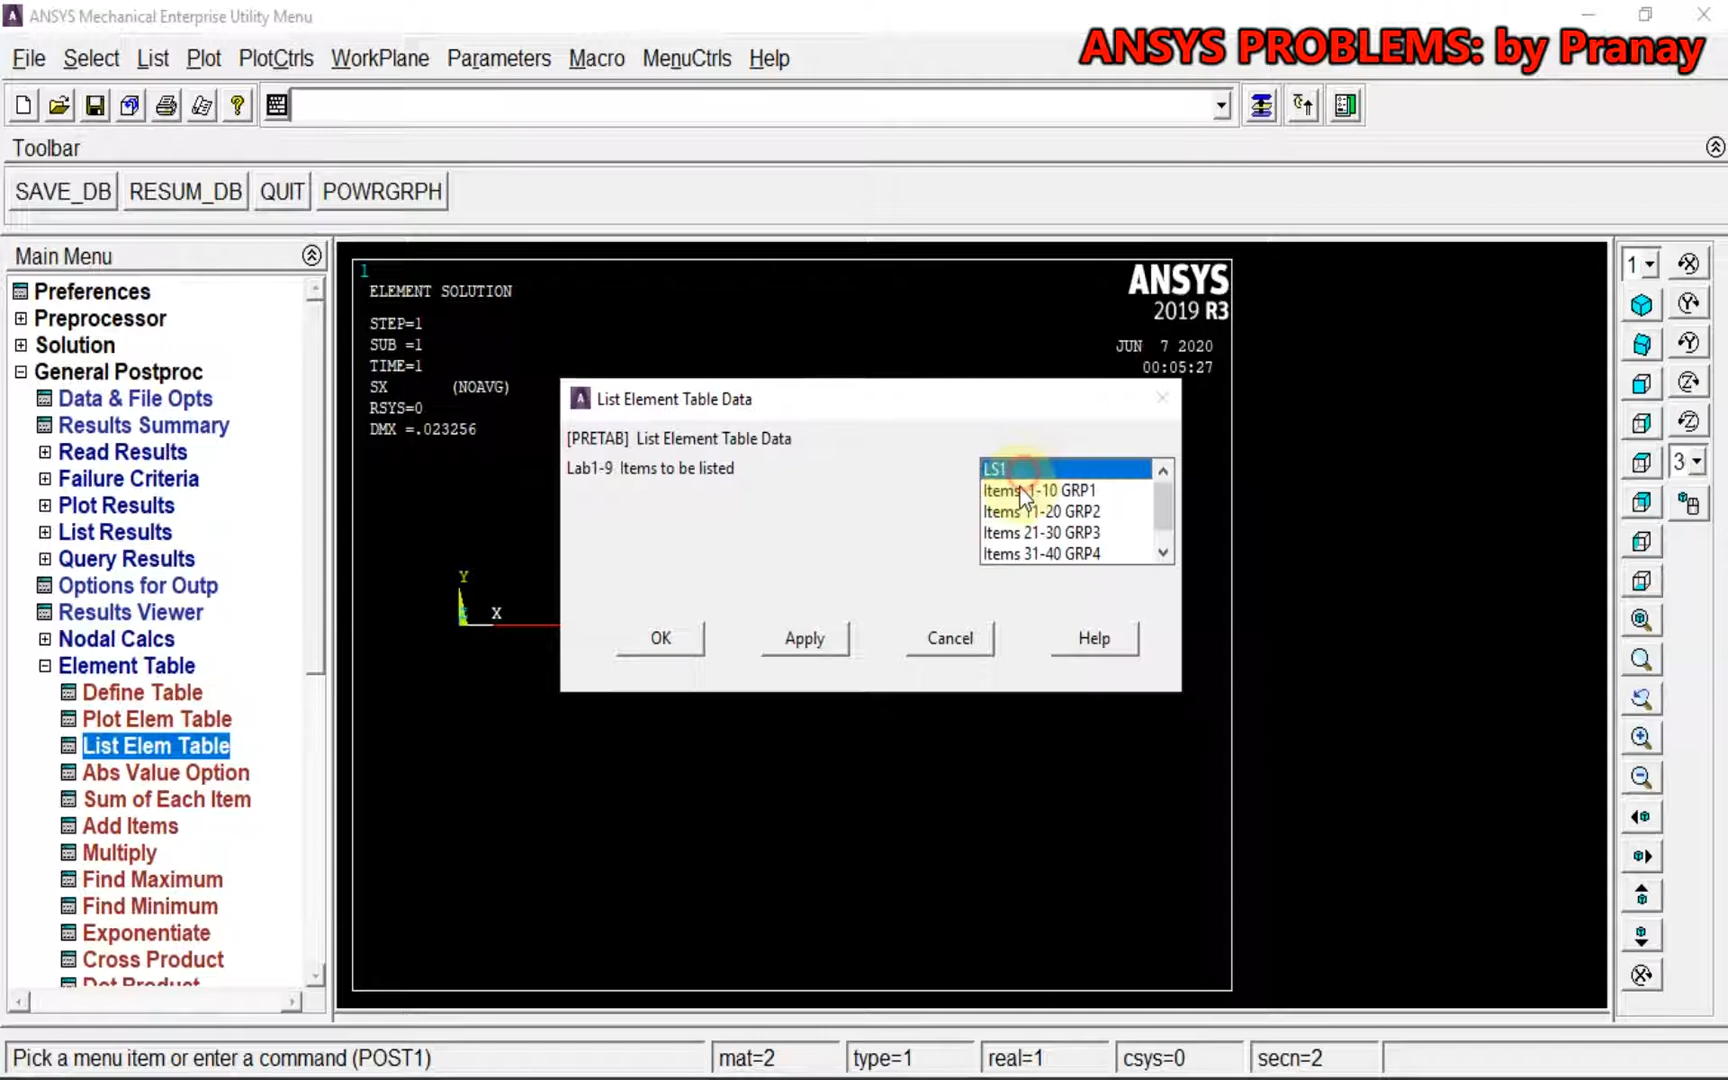 ANSYS Mechanical Enterprise Utility Menu
ANSYS PROBLEMS: by Pranay
File Select List Plot PlotCtrls WorkPlane Parameters Macro MenuCtrls Help
Toolbar
SAVE_DB RESUM_DB QUIT POWRGRPH
Main Menu
Preferences
Preprocessor
Solution
General Postproc
Data & File Opts
Results Summary
Read Results
Failure Criteria
Plot Results
List Results
Query Results
Options for Outp
Results Viewer
Nodal Calcs
Element Table
Define Table
Plot Elem Table
List Elem Table
Abs Value Option
Sum of Each Item
Add Items
Multiply
Find Maximum
Find Minimum
Exponentiate
Cross Product
Dot Product
1
ELEMENT SOLUTION
STEP=1
SUB =1
TIME=1
SX (NOAVG)
RSYS=0
DMX =.023256
ANSYS
2019 R3
JUN 7 2020
00:05:27
Y
X
List Element Table Data
[PRETAB] List Element Table Data
Lab1-9 Items to be listed
LS1
Items 1-10 GRP1
Items 11-20 GRP2
Items 21-30 GRP3
Items 31-40 GRP4
OK Apply Cancel Help
1
3
Pick a menu item or enter a command (POST1)
mat=2 type=1 real=1 csys=0 secn=2